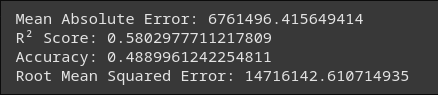 Mean Absolute Error: 6761496.415649414
R² Score: 0.5802977711217809
Accuracy: 0.4889961242254811
Root Mean Squared Error: 14716142.610714935